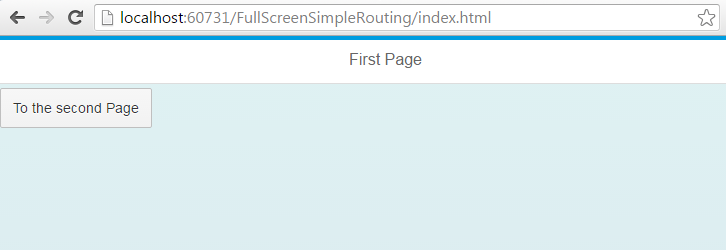 localhost:60731/FullScreenSimpleRouting/index.html
First Page
To the second Page